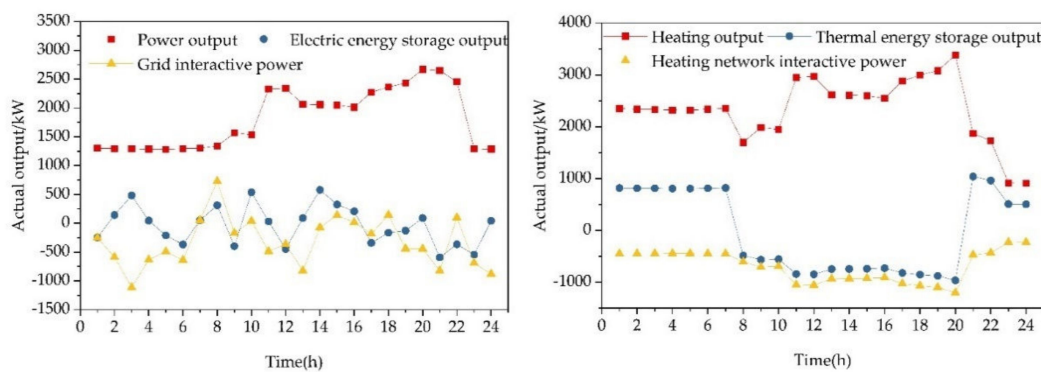 3500
3000
2500
2000
1500
1000
500
0
-500
-1000
-1500
Actual output/kW
Power output
Electric energy storage output
Grid interactive power
0 2 4 6 8 10 12 14 16 18 20 22 24
Time(h)
4000
3000
2000
1000
0
-1000
Actual output/kW
Heating output
Thermal energy storage output
Heating network interactive power
0 2 4 6 8 10 12 14 16 18 20 22 24
Time(h)